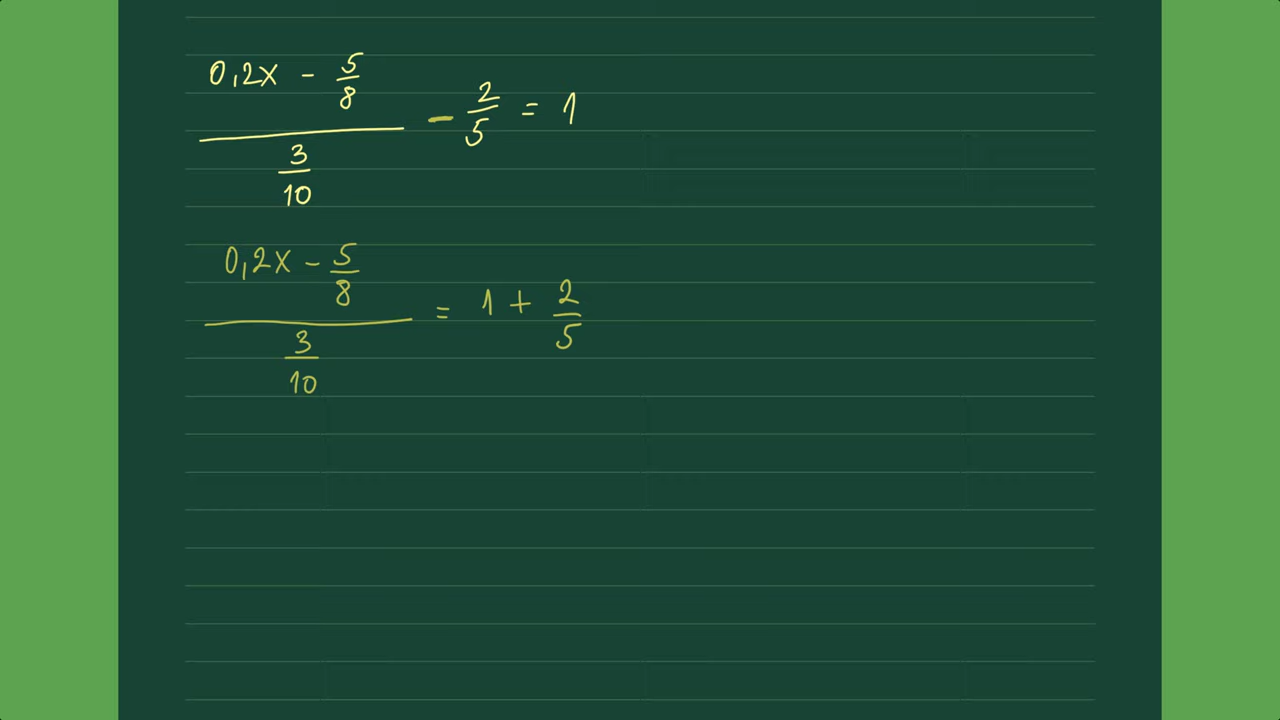 (0,2x - 5/8) / (3/10) - 2/5 = 1
(0,2x - 5/8) / (3/10) = 1 + 2/5